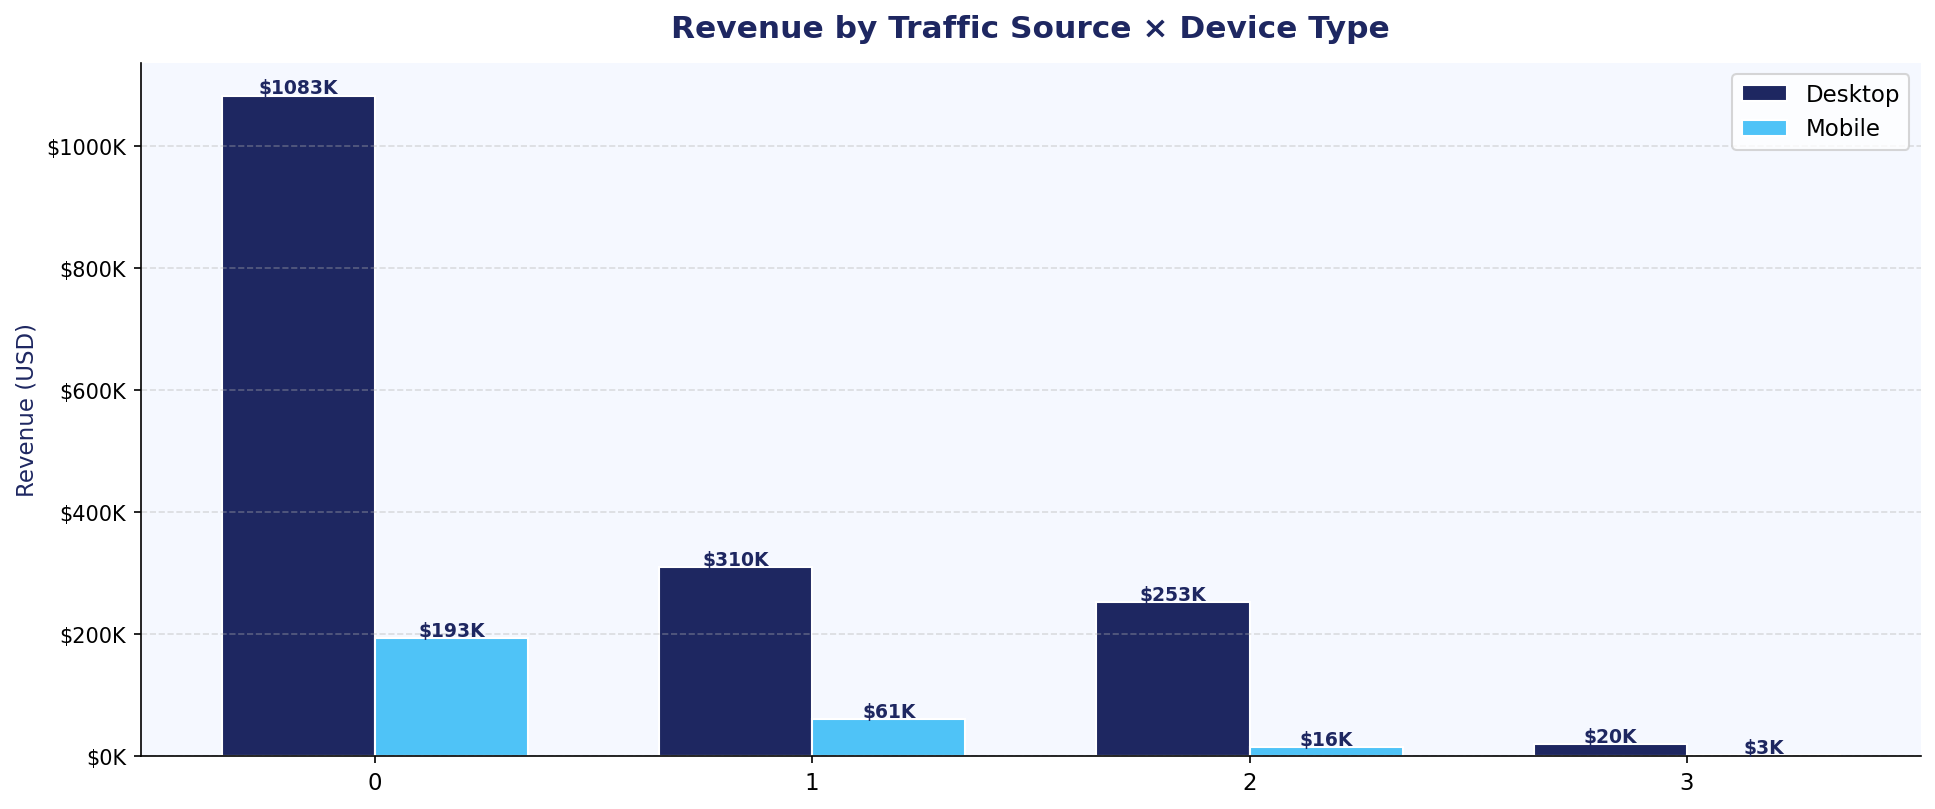 Revenue by Traffic Source × Device Type
Desktop
Mobile
Revenue (USD)
$1000K
$800K
$600K
$400K
$200K
$0K
$1083K
$193K
$310K
$61K
$253K
$16K
$20K
$3K
0
1
2
3